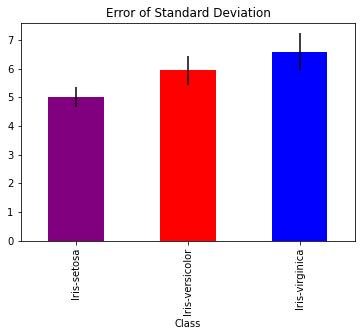 Error of Standard Deviation
7
6
5
4
3
2
1
0
Iris-setosa
Iris-versicolor
Iris-virginica
Class